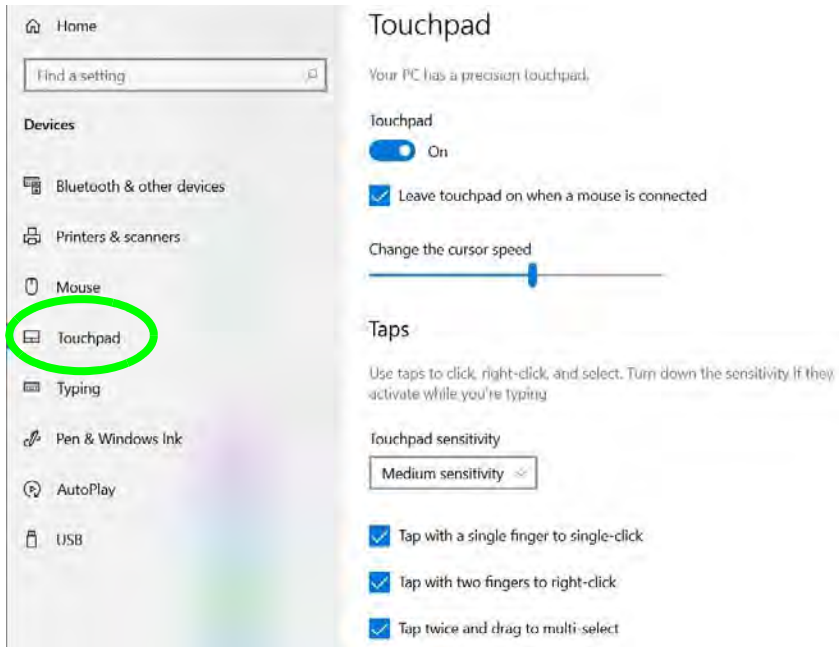 Home
Find a setting
Devices
Bluetooth & other devices
Printers & scanners
Mouse
Touchpad
Typing
Pen & Windows Ink
AutoPlay
USB
Touchpad
Your PC has a precision touchpad.
Touchpad
On
Leave touchpad on when a mouse is connected
Change the cursor speed
Taps
Use taps to click, right-click, and select. Turn down the sensitivity if they
activate while you're typing
Touchpad sensitivity
Medium sensitivity
Tap with a single finger to single-click
Tap with two fingers to right-click
Tap twice and drag to multi-select